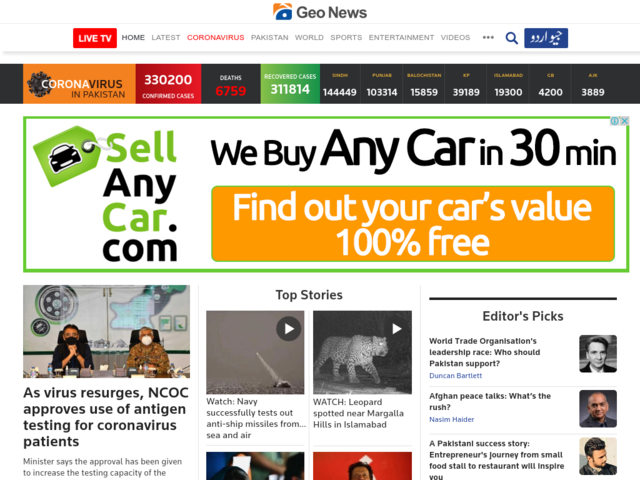 Geo News
LIVE TV HOME LATEST CORONAVIRUS PAKISTAN WORLD SPORTS ENTERTAINMENT VIDEOS ••• جیو اردو
CORONAVIRUS
IN PAKISTAN
330200
CONFIRMED CASES
DEATHS
6759
RECOVERED CASES
311814
SINDH PUNJAB BALOCHISTAN KP ISLAMABAD GB AJK
144449 103314 15859 39189 19300 4200 3889
Sell
Any
Car.
com
We Buy Any Car in 30 min
Find out your car's value
100% free
As virus resurges, NCOC
approves use of antigen
testing for coronavirus
patients
Minister says the approval has been given
to increase the testing capacity of the
Top Stories
Watch: Navy
successfully tests out
anti-ship missiles from...
sea and air
WATCH: Leopard
spotted near Margalla
Hills in Islamabad
Editor's Picks
World Trade Organisation's
leadership race: Who should
Pakistan support?
Duncan Bartlett
Afghan peace talks: What's the
rush?
Nasim Haider
A Pakistani success story:
Entrepreneur's journey from small
food stall to restaurant will inspire
you